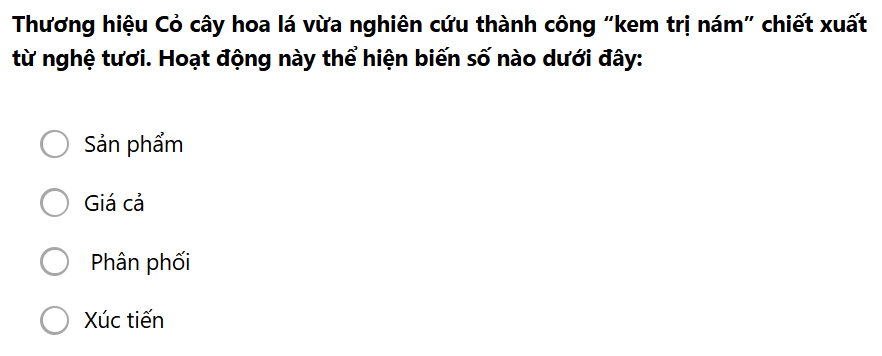 Thương hiệu Cỏ cây hoa lá vừa nghiên cứu thành công “kem trị nám” chiết xuất
từ nghệ tươi. Hoạt động này thể hiện biến số nào dưới đây:
Sản phẩm
Giá cả
Phân phối
Xúc tiến